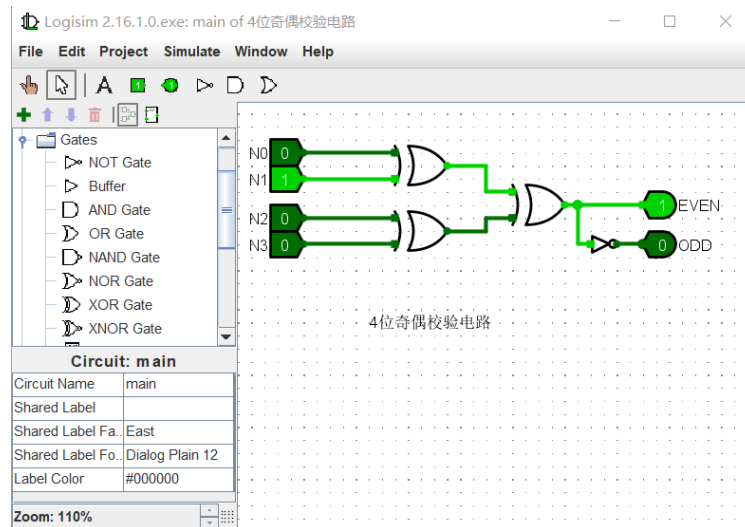 Logisim 2.16.1.0.exe: main of 4位奇偶校验电路
File Edit Project Simulate Window Help
A 1 1
Gates
NOT Gate
Buffer
AND Gate
OR Gate
NAND Gate
NOR Gate
XOR Gate
XNOR Gate
Circuit: main
Circuit Name main
Shared Label
Shared Label Fa.. East
Shared Label Fo.. Dialog Plain 12
Label Color #000000
Zoom: 110%
N0 0
N1 1
N2 0
N3 0
1 EVEN
0 ODD
4位奇偶校验电路